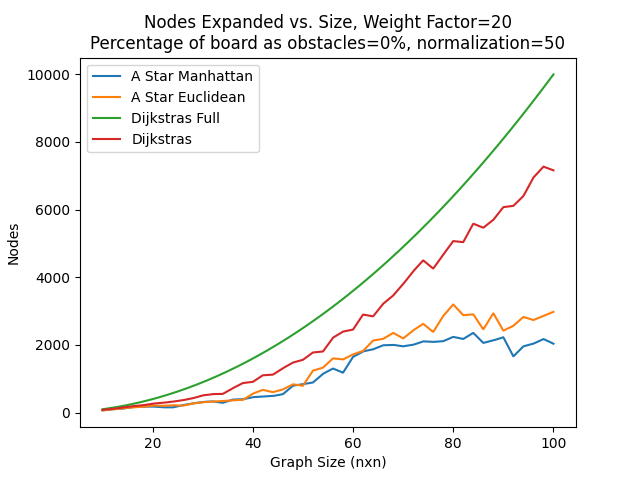 Nodes Expanded vs. Size, Weight Factor=20
Percentage of board as obstacles=0%, normalization=50
10000
8000
6000
4000
2000
0
Nodes
A Star Manhattan
A Star Euclidean
Dijkstras Full
Dijkstras
20 40 60 80 100
Graph Size (nxn)